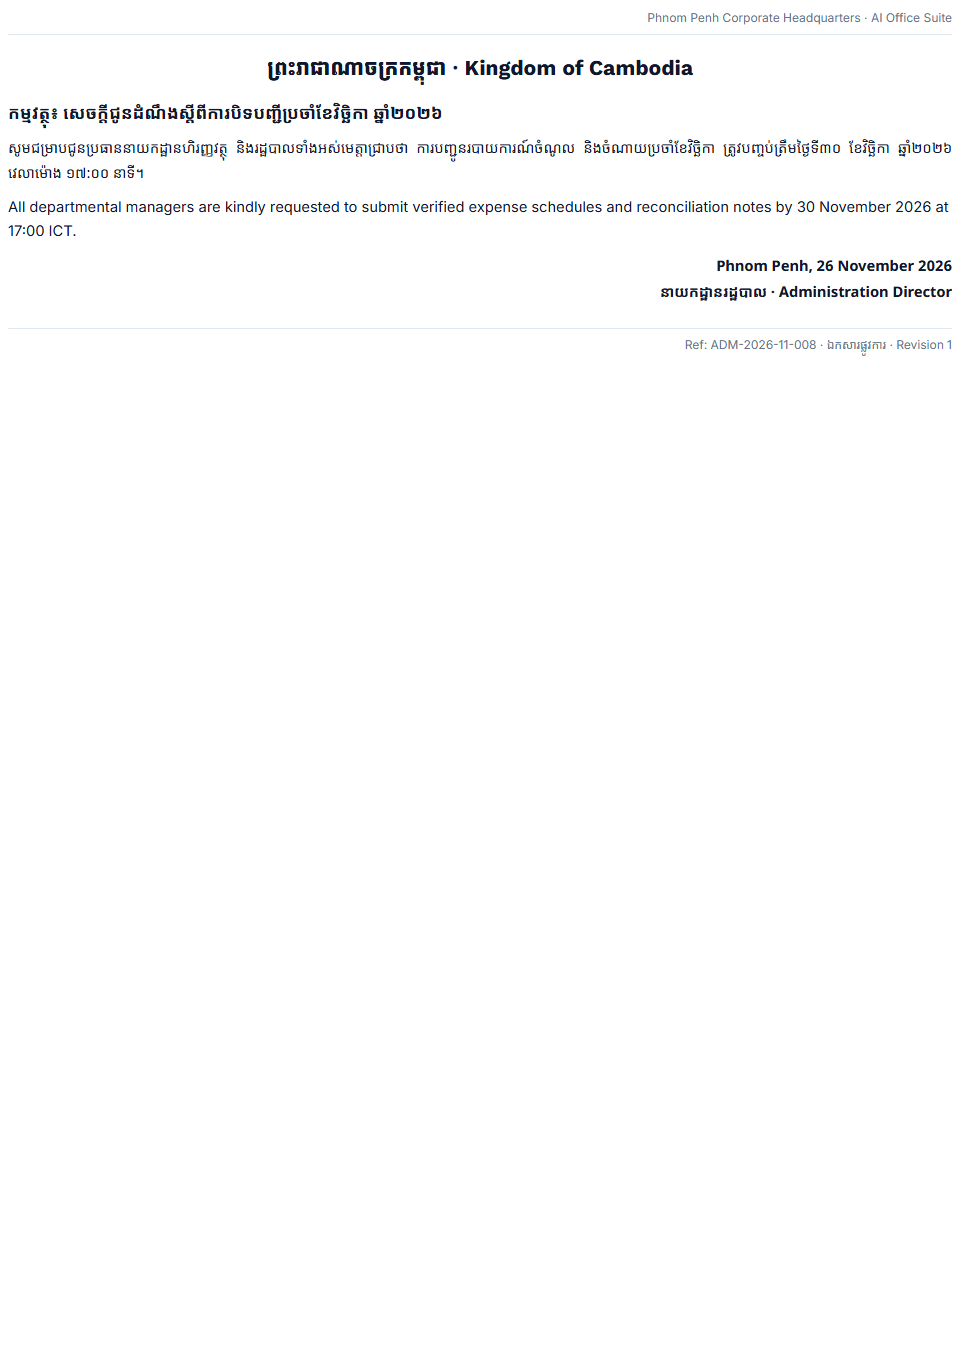 Phnom Penh Corporate Headquarters · AI Office Suite
ព្រះរាជាណាចក្រកម្ពុជា · Kingdom of Cambodia
កម្មវត្ថុ៖ សេចក្ដីជូនដំណឹងស្ដីពីការបិទបញ្ជីប្រចាំខែវិច្ឆិកា ឆ្នាំ២០២៦
សូមជម្រាបជូនប្រធាននាយកដ្ឋានហិរញ្ញវត្ថុ និងរដ្ឋបាលទាំងអស់មេត្តាជ្រាបថា ការបញ្ជូនរបាយការណ៍ចំណូល និងចំណាយប្រចាំខែវិច្ឆិកា ត្រូវបញ្ចប់ត្រឹមថ្ងៃទី៣០ ខែវិច្ឆិកា ឆ្នាំ២០២៦
វេលាម៉ោង ១៧:០០ នាទី។
All departmental managers are kindly requested to submit verified expense schedules and reconciliation notes by 30 November 2026 at
17:00 ICT.
Phnom Penh, 26 November 2026
នាយកដ្ឋានរដ្ឋបាល · Administration Director
Ref: ADM-2026-11-008 · ឯកសារផ្លូវការ · Revision 1